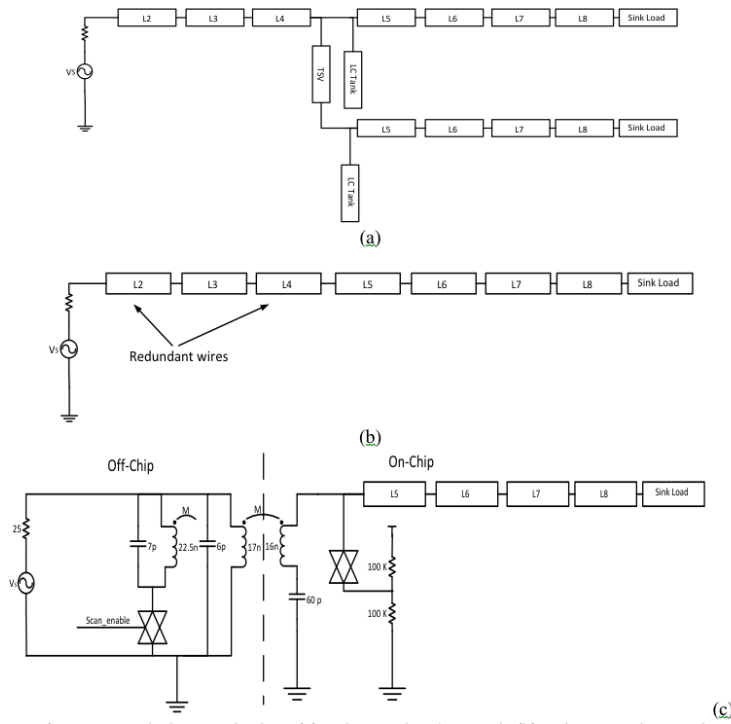 L2 L3 L4 L5 L6 L7 L8 Sink Load
Vs
TSV
LC Tank
L5 L6 L7 L8 Sink Load
LC Tank
(a)
L2 L3 L4 L5 L6 L7 L8 Sink Load
Vs
Redundant wires
(b)
Off-Chip On-Chip
L5 L6 L7 L8 Sink Load
M M
25
7p 22.5n 6p 17n 16n
100 K
Vs
60 p
100 K
Scan_enable
(c)